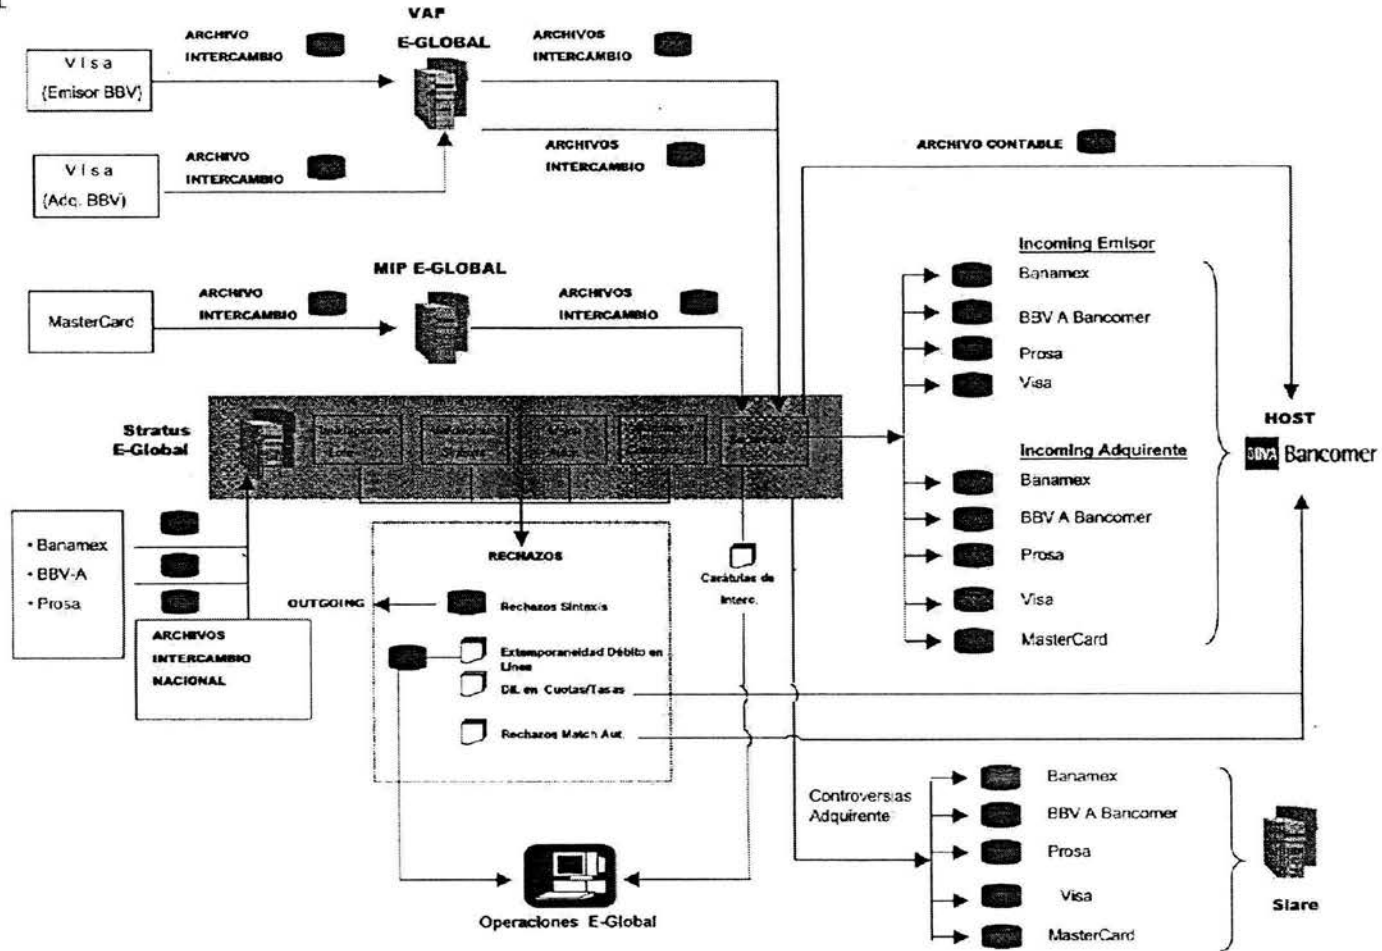 VAP
E-GLOBAL
ARCHIVO
INTERCAMBIO
ARCHIVOS
INTERCAMBIO
Visa
(Emisor BBV)
ARCHIVO
INTERCAMBIO
ARCHIVOS
INTERCAMBIO
Visa
(Adq. BBV)
ARCHIVO CONTABLE
MIP E-GLOBAL
ARCHIVO
INTERCAMBIO
ARCHIVOS
INTERCAMBIO
MasterCard
Incoming Emisor
Banamex
BBV A Bancomer
Prosa
Visa
Stratus
E-Global
HOST
BBVA Bancomer
Incoming Adquirente
Banamex
BBV A Bancomer
Prosa
Visa
MasterCard
• Banamex
• BBV-A
• Prosa
ARCHIVOS
INTERCAMBIO
NACIONAL
OUTGOING
RECHAZOS
Rechazos Sintaxis
Extemporaneidad Débito en
Línea
DIL en Cuotas/Tasas
Rechazos Match Aut.
Carátulas de
Interc.
Controversias
Adquirente
Banamex
BBV A Bancomer
Prosa
Visa
MasterCard
Siare
Operaciones E-Global